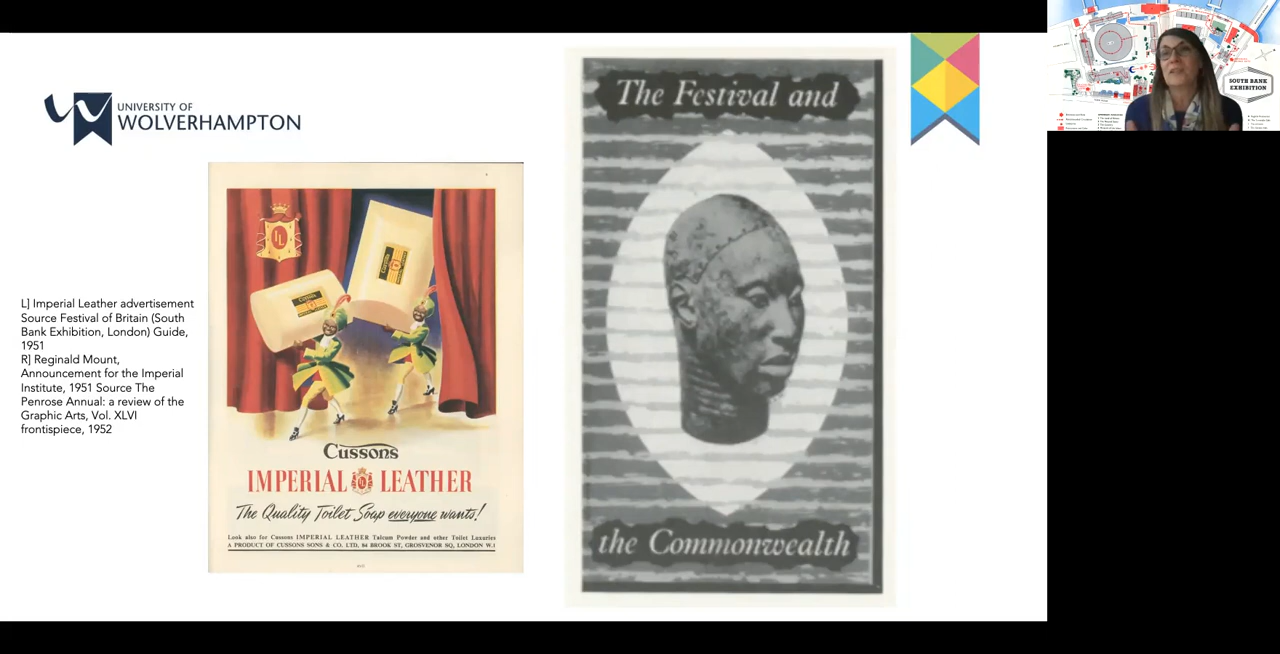 UNIVERSITY OF
WOLVERHAMPTON
L] Imperial Leather advertisement
Source Festival of Britain (South
Bank Exhibition, London) Guide,
1951
R] Reginald Mount,
Announcement for the Imperial
Institute, 1951 Source The
Penrose Annual: a review of the
Graphic Arts, Vol. XLVI
frontispiece, 1952
IL
Cussons
IMPERIAL LEATHER
The Quality Toilet Soap everyone wants!
Look also for Cussons IMPERIAL LEATHER Talcum Powder and other Toilet Luxuries
A PRODUCT OF CUSSONS SONS & CO. LTD, 84 BROOK ST, GROSVENOR SQ, LONDON W.1
The Festival and
the Commonwealth
SOUTH BANK
EXHIBITION